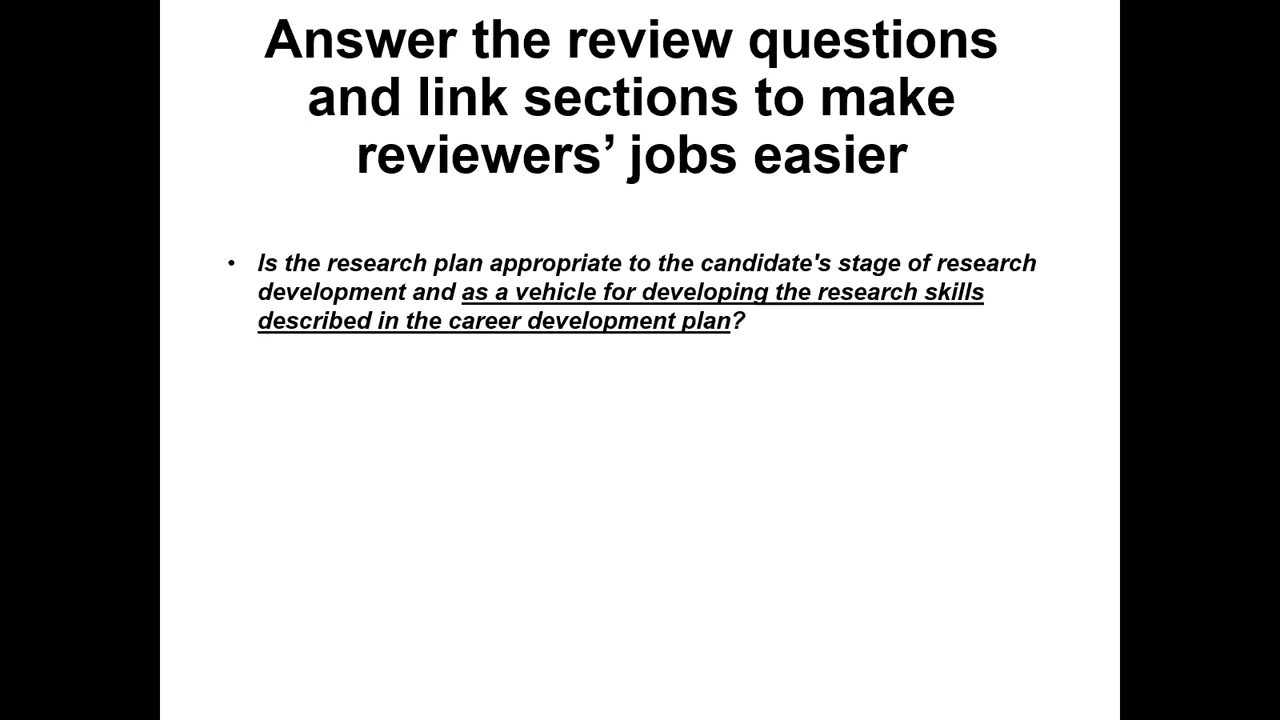 Answer the review questions
and link sections to make
reviewers’ jobs easier
• Is the research plan appropriate to the candidate's stage of research
development and as a vehicle for developing the research skills
described in the career development plan?